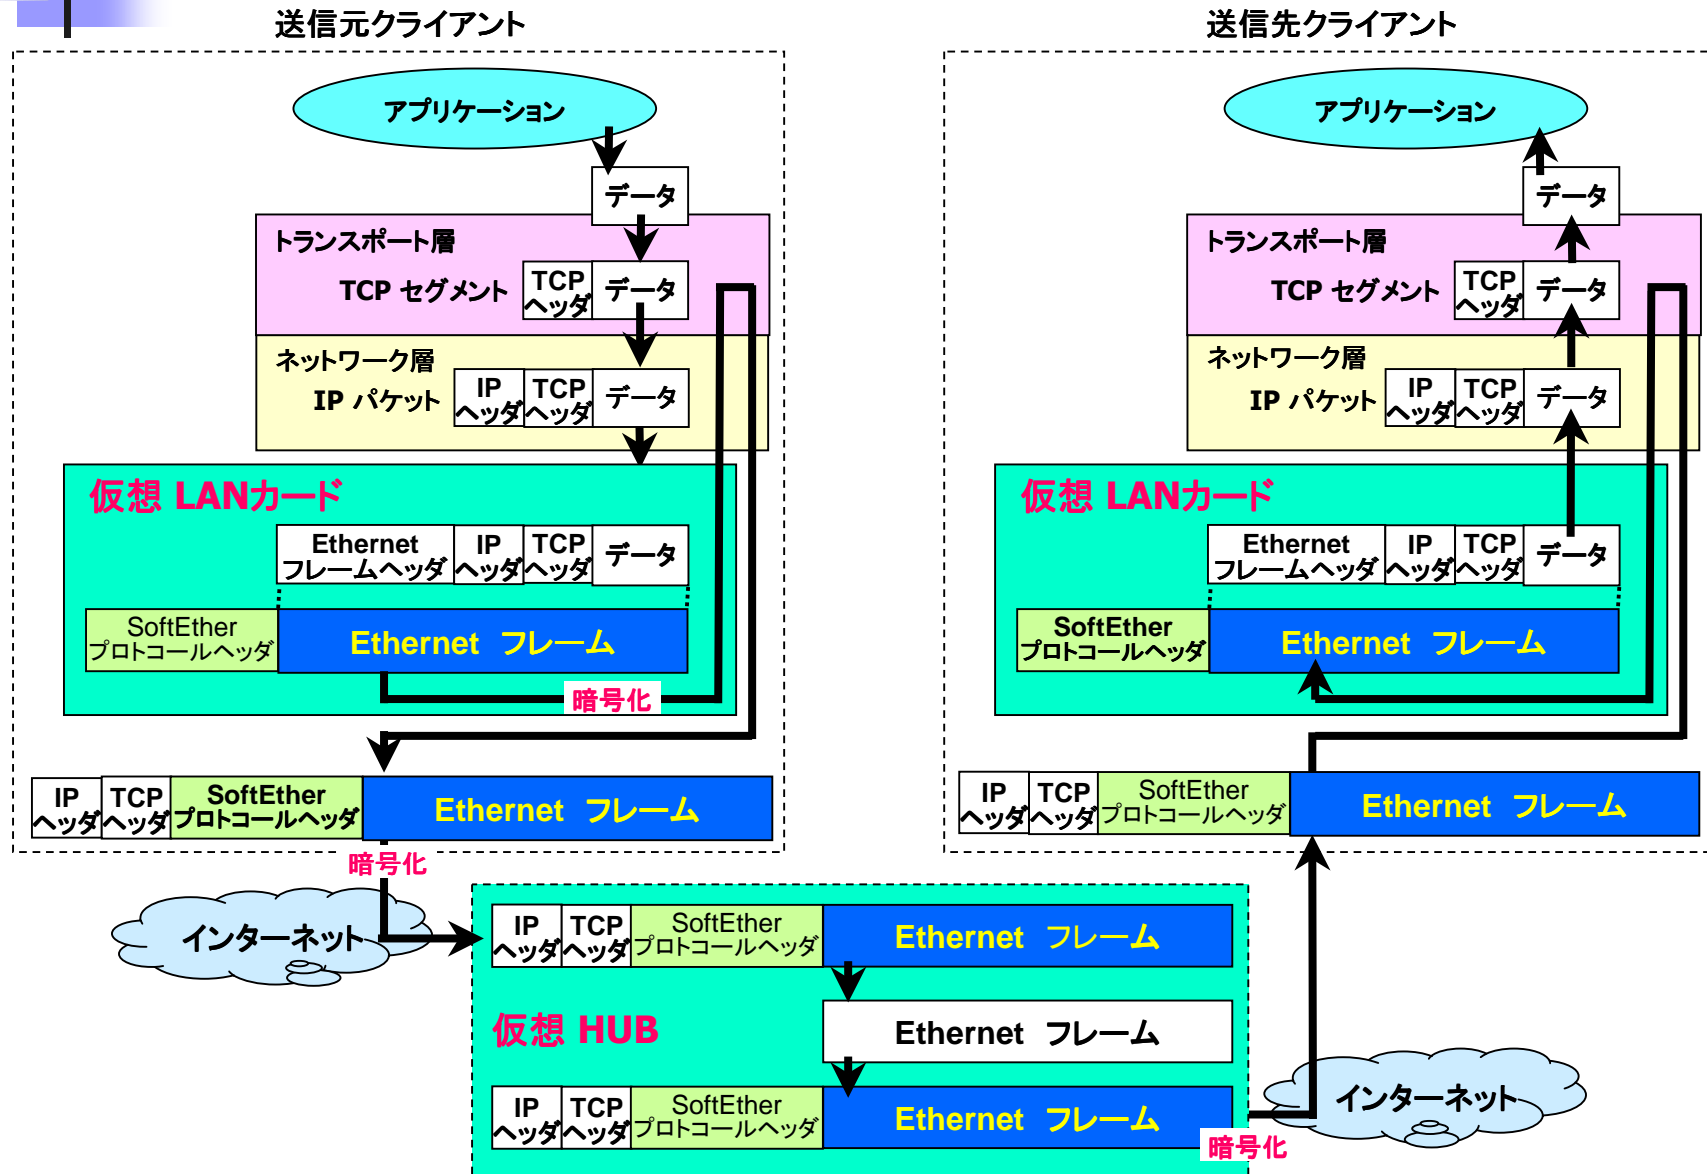 送信元クライアント
アプリケーション
データ
トランスポート層
TCP セグメント
TCP
ヘッダ
データ
ネットワーク層
IP パケット
IP
ヘッダ
TCP
ヘッダ
データ
仮想 LANカード
Ethernet
フレームヘッダ
IP
ヘッダ
TCP
ヘッダ
データ
SoftEther
プロトコールヘッダ
Ethernet フレーム
暗号化
IP
ヘッダ
TCP
ヘッダ
SoftEther
プロトコールヘッダ
Ethernet フレーム
暗号化
インターネット
送信先クライアント
アプリケーション
データ
トランスポート層
TCP セグメント
TCP
ヘッダ
データ
ネットワーク層
IP パケット
IP
ヘッダ
TCP
ヘッダ
データ
仮想 LANカード
Ethernet
フレームヘッダ
IP
ヘッダ
TCP
ヘッダ
データ
SoftEther
プロトコールヘッダ
Ethernet フレーム
IP
ヘッダ
TCP
ヘッダ
SoftEther
プロトコールヘッダ
Ethernet フレーム
IP
ヘッダ
TCP
ヘッダ
SoftEther
プロトコールヘッダ
Ethernet フレーム
仮想 HUB
Ethernet フレーム
IP
ヘッダ
TCP
ヘッダ
SoftEther
プロトコールヘッダ
Ethernet フレーム
暗号化
インターネット